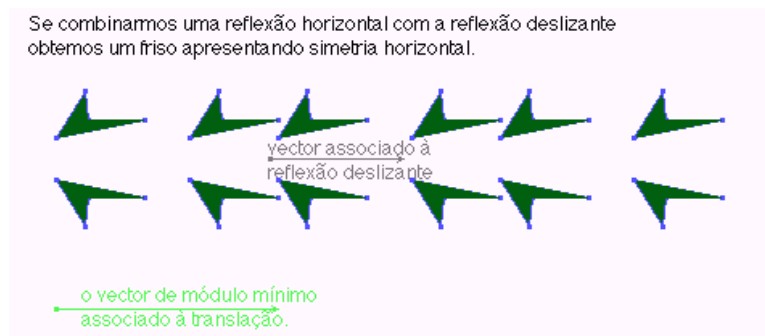 Se combinarmos uma reflexão horizontal com a reflexão deslizante
obtemos um friso apresentando simetria horizontal.
vector associado à
reflexão deslizante
o vector de módulo mínimo
associado à translação.